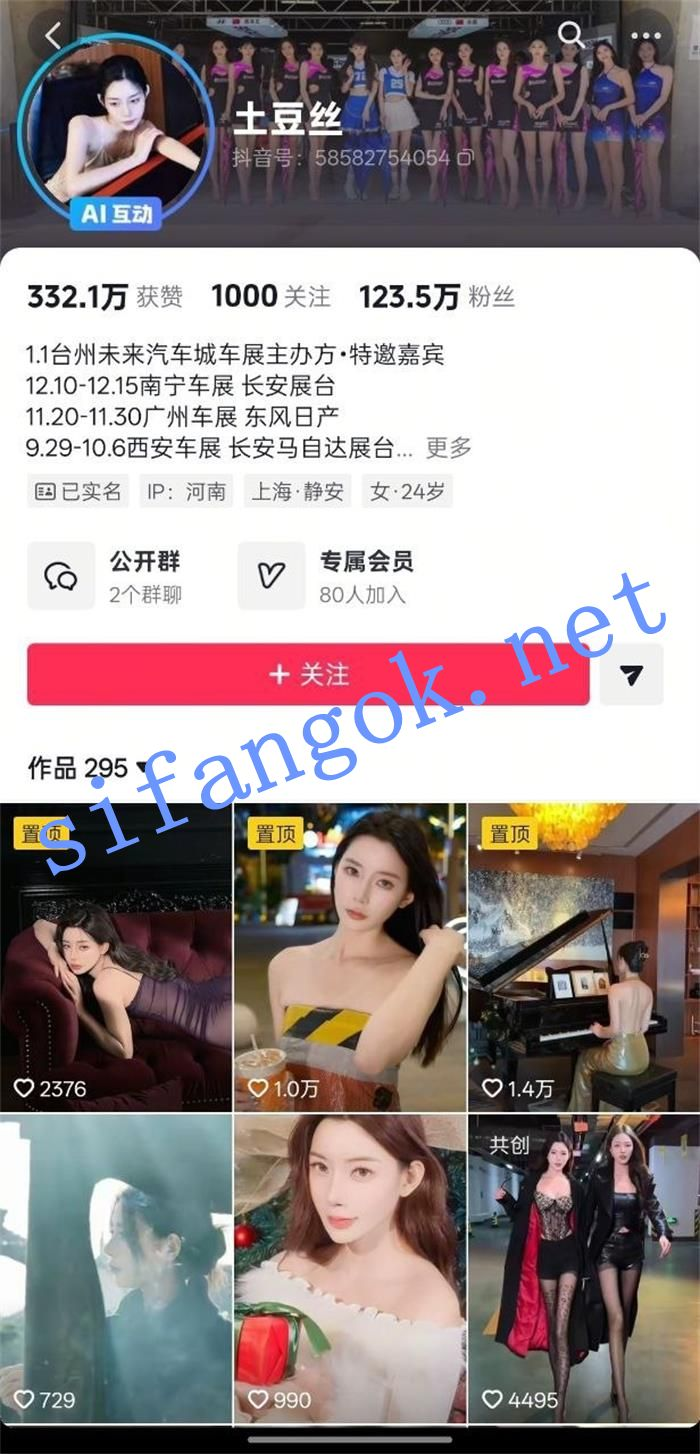 土豆丝
抖音号：58582754054
AI 互动
332.1万 获赞 1000 关注 123.5万 粉丝
1.1台州未来汽车城车展主办方•特邀嘉宾
12.10-12.15南宁车展 长安展台
11.20-11.30广州车展 东风日产
9.29-10.6西安车展 长安马自达展台... 更多
已实名 IP：河南 上海·静安 女·24岁
公开群 专属会员
2个群聊 80人加入
+ 关注
作品 295
sifangok.net
置顶 置顶 置顶
2376 1.0万 1.4万
共创
729 990 4495